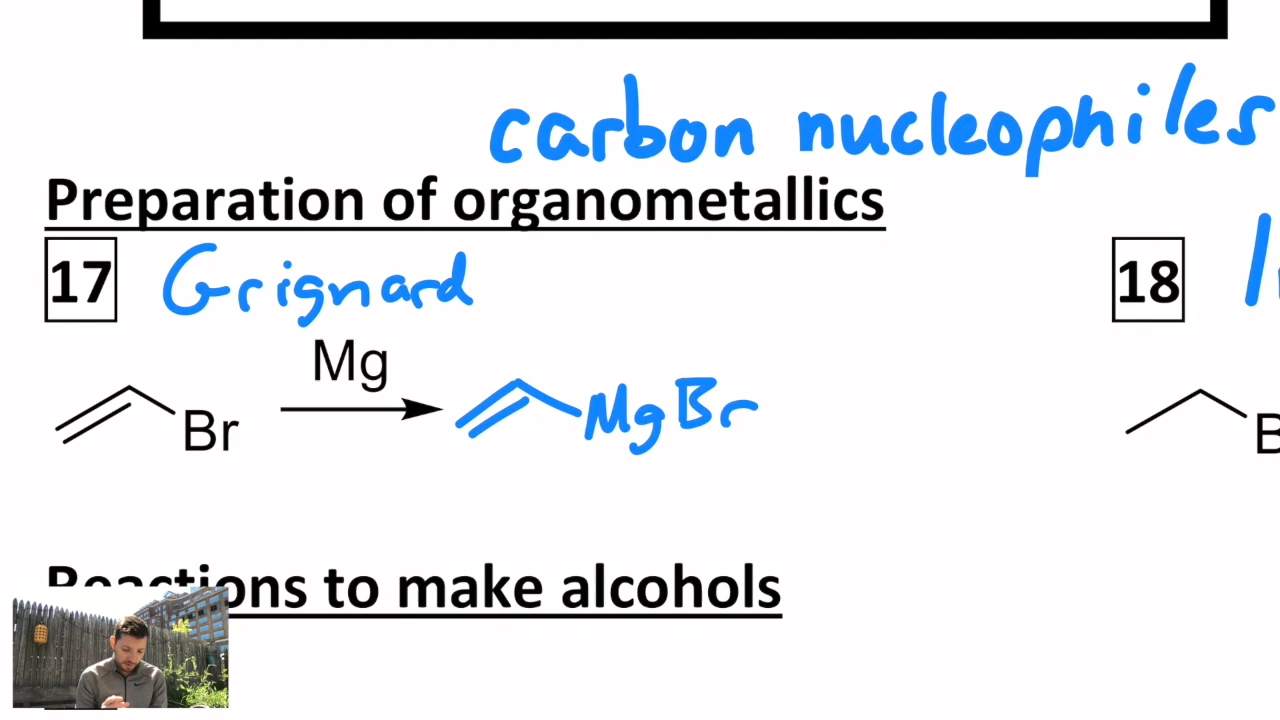 carbon nucleophiles
Preparation of organometallics
17 Grignard
18
Mg
Br
MgBr
Reactions to make alcohols